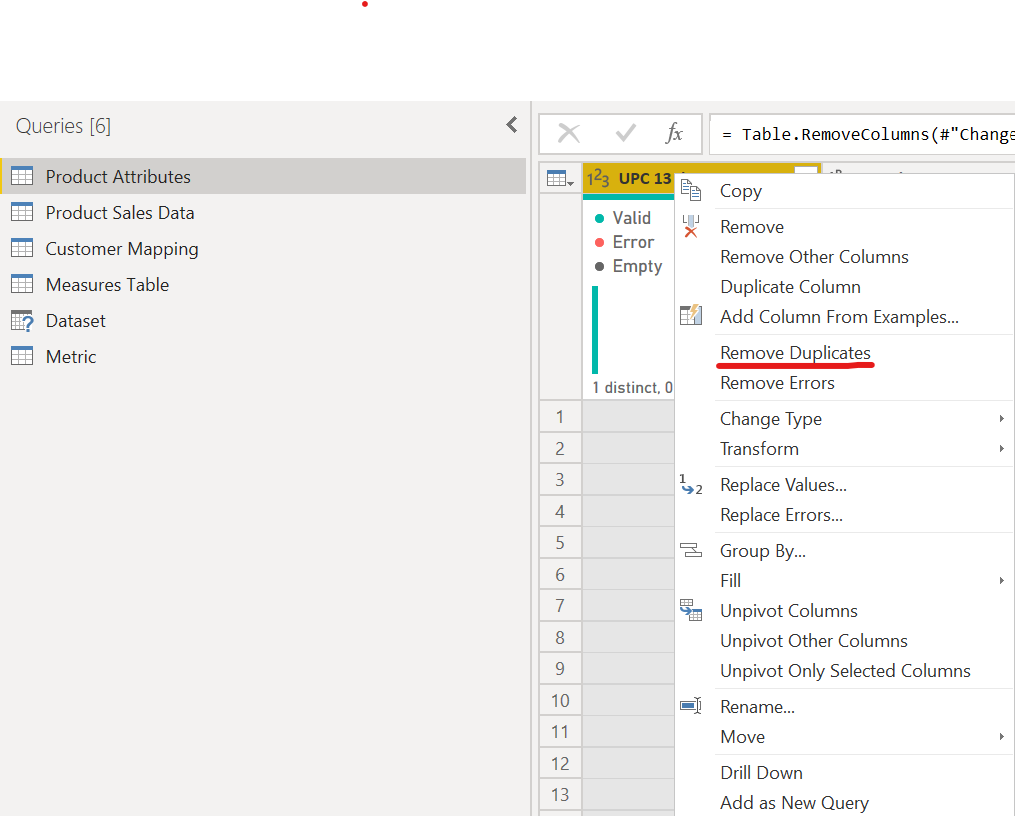 Queries [6]
Product Attributes
Product Sales Data
Customer Mapping
Measures Table
Dataset
Metric
fx
= Table.RemoveColumns(#"Change
1 2 3 UPC 13
Valid
Error
Empty
1 distinct, 0
1
2
3
4
5
6
7
8
9
10
11
12
13
Copy
Remove
Remove Other Columns
Duplicate Column
Add Column From Examples...
Remove Duplicates
Remove Errors
Change Type
Transform
1 2
Replace Values...
Replace Errors...
Group By...
Fill
Unpivot Columns
Unpivot Other Columns
Unpivot Only Selected Columns
Rename...
Move
Drill Down
Add as New Query